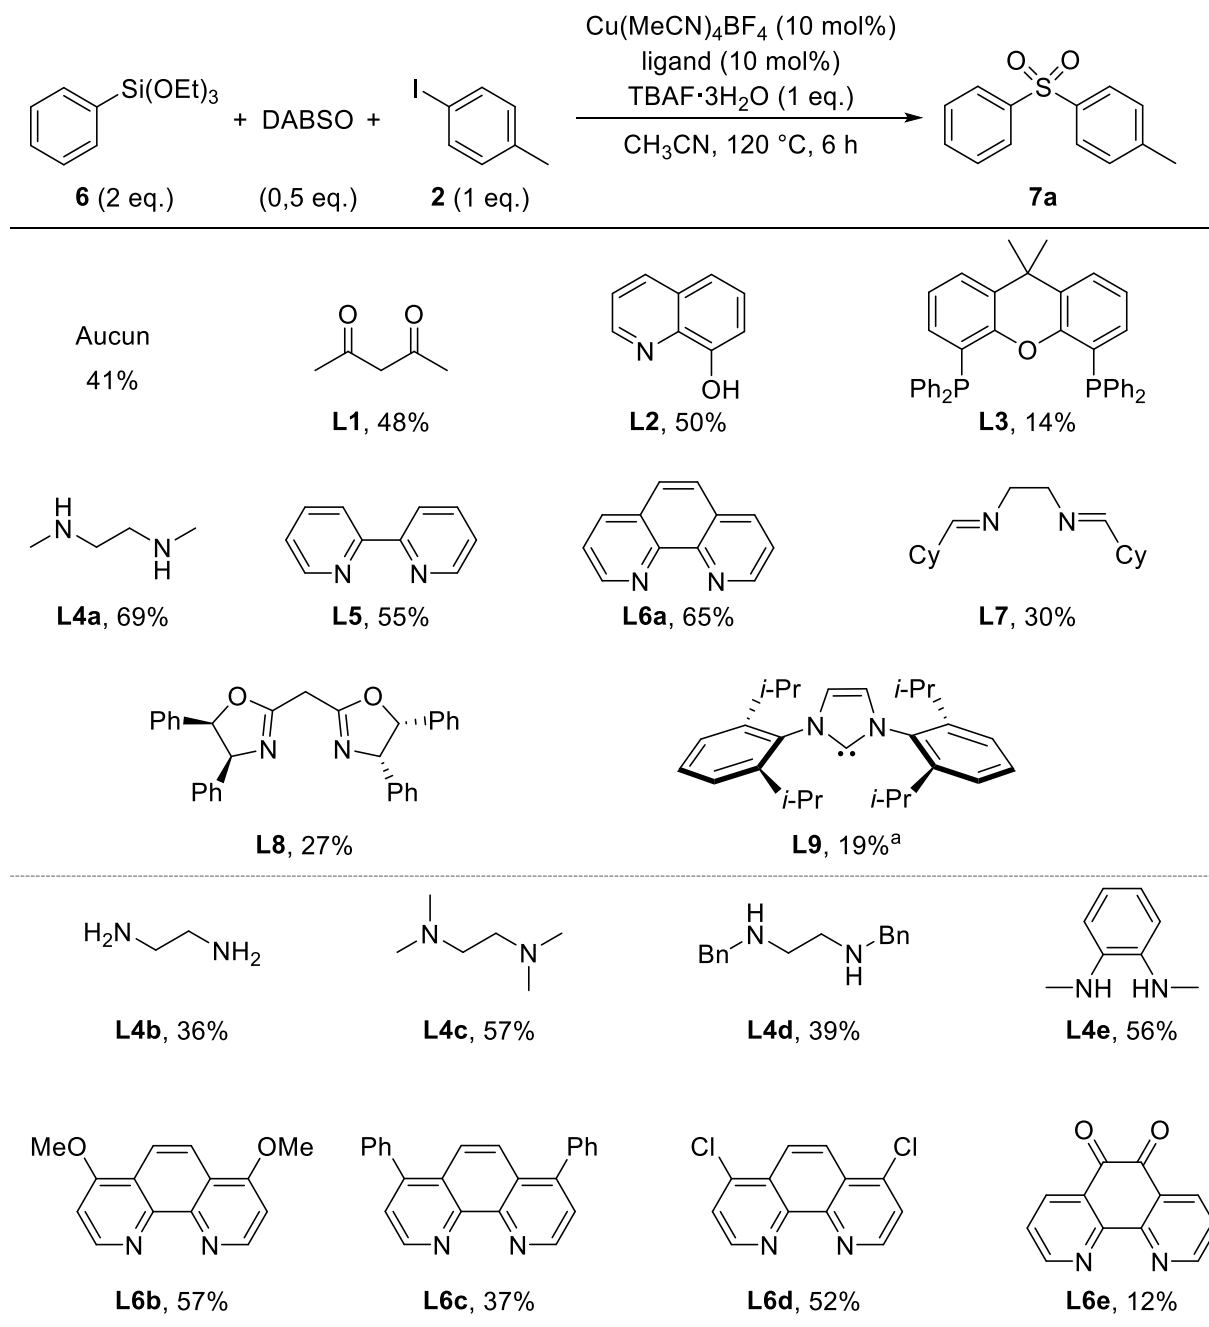 Cu(MeCN)4BF4 (10 mol%)
ligand (10 mol%)
TBAF·3H2O (1 eq.)
CH3CN, 120 °C, 6 h
Si(OEt)3
+ DABSO +
I
O O
S
6 (2 eq.)
(0,5 eq.)
2 (1 eq.)
7a
Aucun
41%
O O
L1, 48%
N
OH
L2, 50%
O
Ph2P
PPh2
L3, 14%
H
N
N
H
L4a, 69%
N N
L5, 55%
N N
L6a, 65%
N N
Cy
Cy
L7, 30%
O O
Ph
Ph
N N
Ph
Ph
L8, 27%
i-Pr
i-Pr
N N
i-Pr
i-Pr
L9, 19%a
H2N
NH2
L4b, 36%
N
N
L4c, 57%
H
N
Bn
Bn
N
H
L4d, 39%
NH HN
L4e, 56%
MeO
OMe
N N
L6b, 57%
Ph
Ph
N N
L6c, 37%
Cl
Cl
N N
L6d, 52%
O O
N N
L6e, 12%